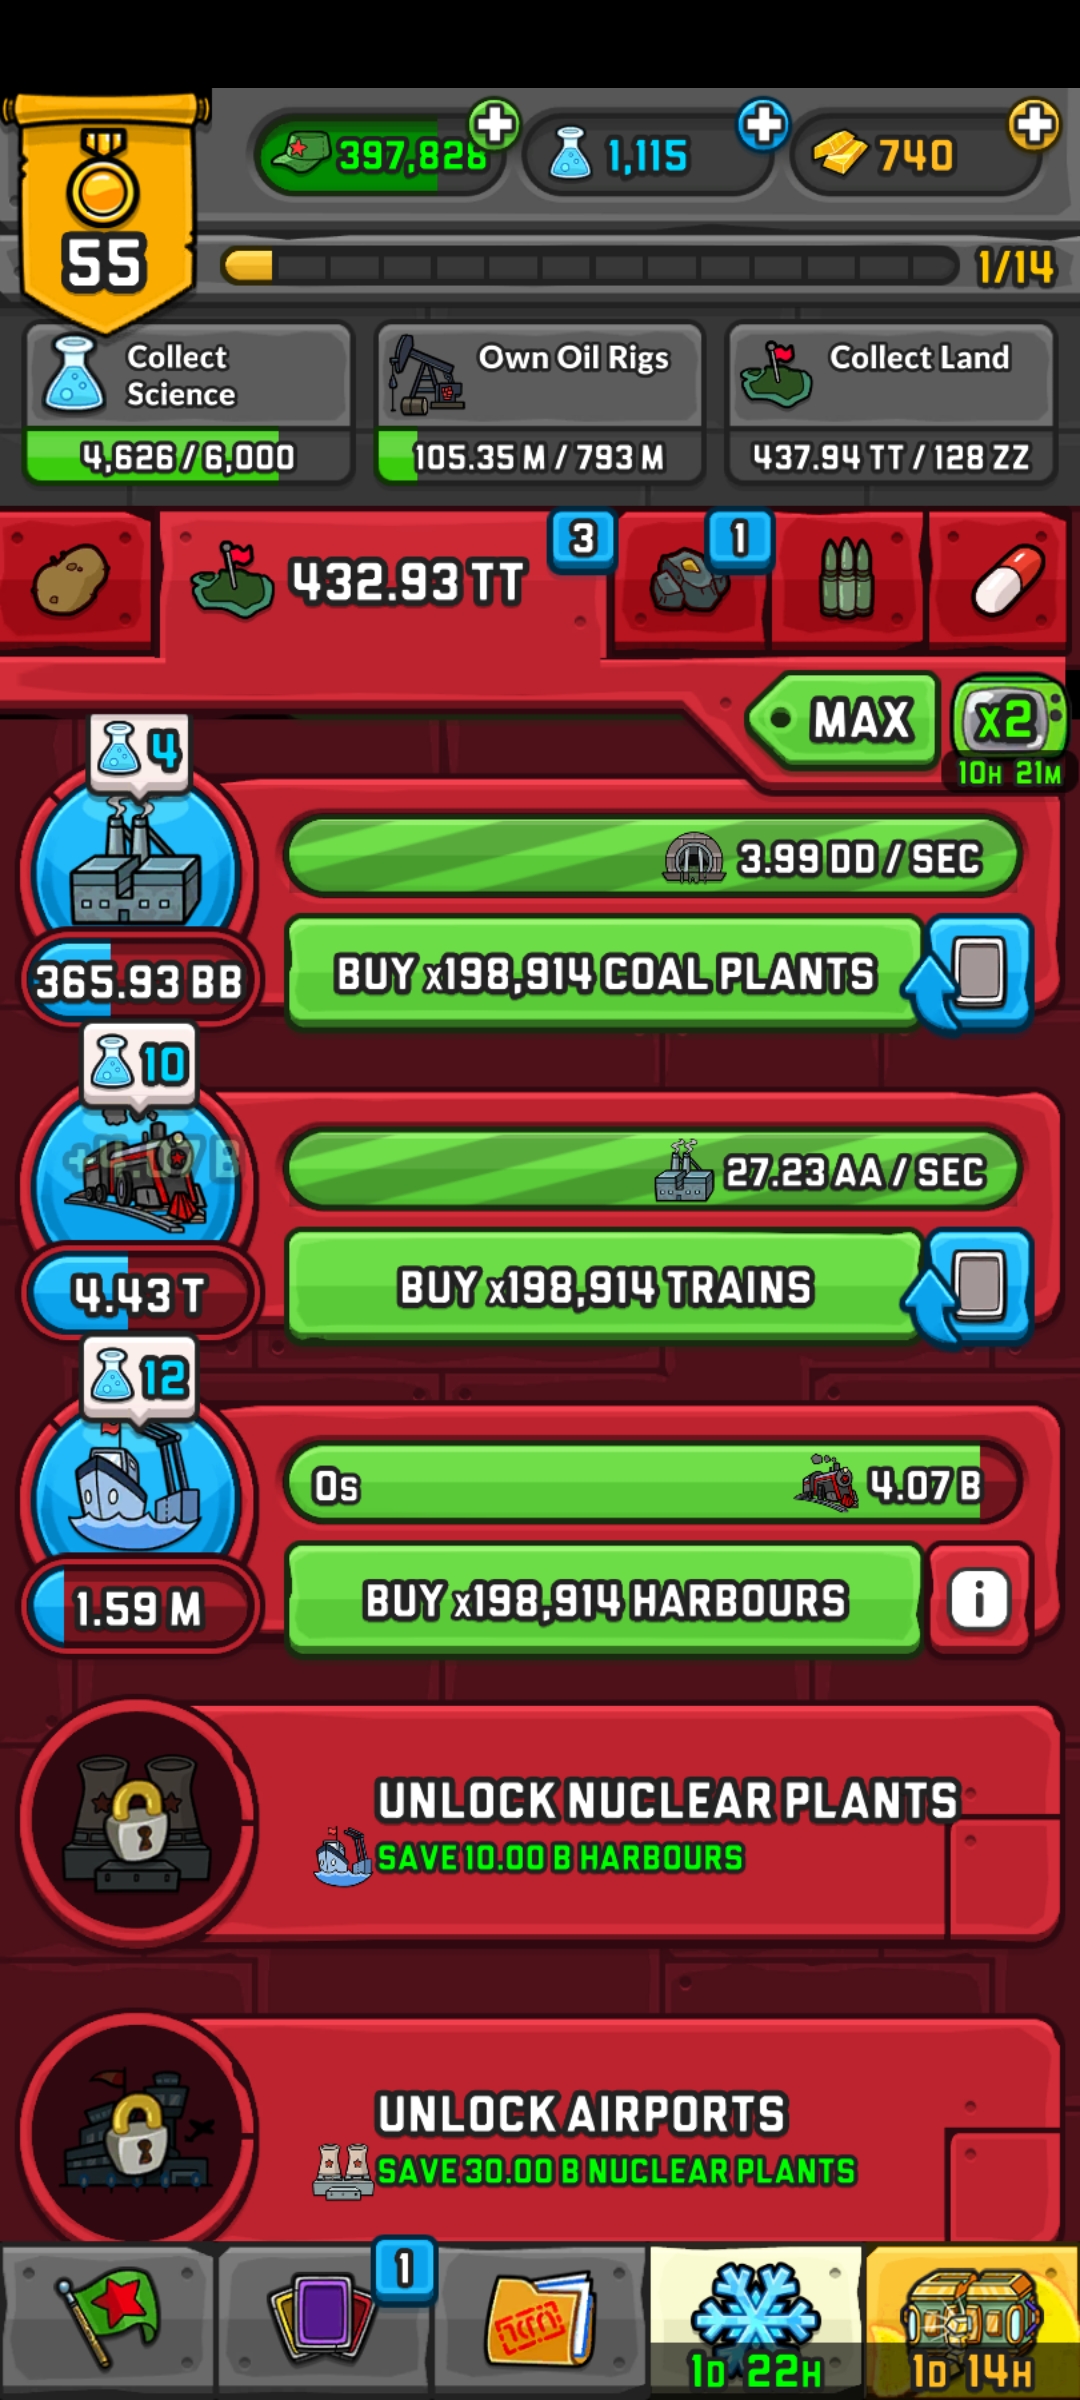 397,828
1,115
740
55
1/14
Collect
Science
4,626 / 6,000
Own Oil Rigs
105.35 M / 793 M
Collect Land
437.94 TT / 128 ZZ
432.93 TT
3
1
MAX
x2
10H 21M
4
3.99 DD / SEC
365.93 BB
BUY x198,914 COAL PLANTS
10
+4.07 B
27.23 AA / SEC
4.43 T
BUY x198,914 TRAINS
12
0s
4.07 B
1.59 M
BUY x198,914 HARBOURS
i
UNLOCK NUCLEAR PLANTS
SAVE 10.00 B HARBOURS
UNLOCK AIRPORTS
SAVE 30.00 B NUCLEAR PLANTS
1
1D 22H
1D 14H